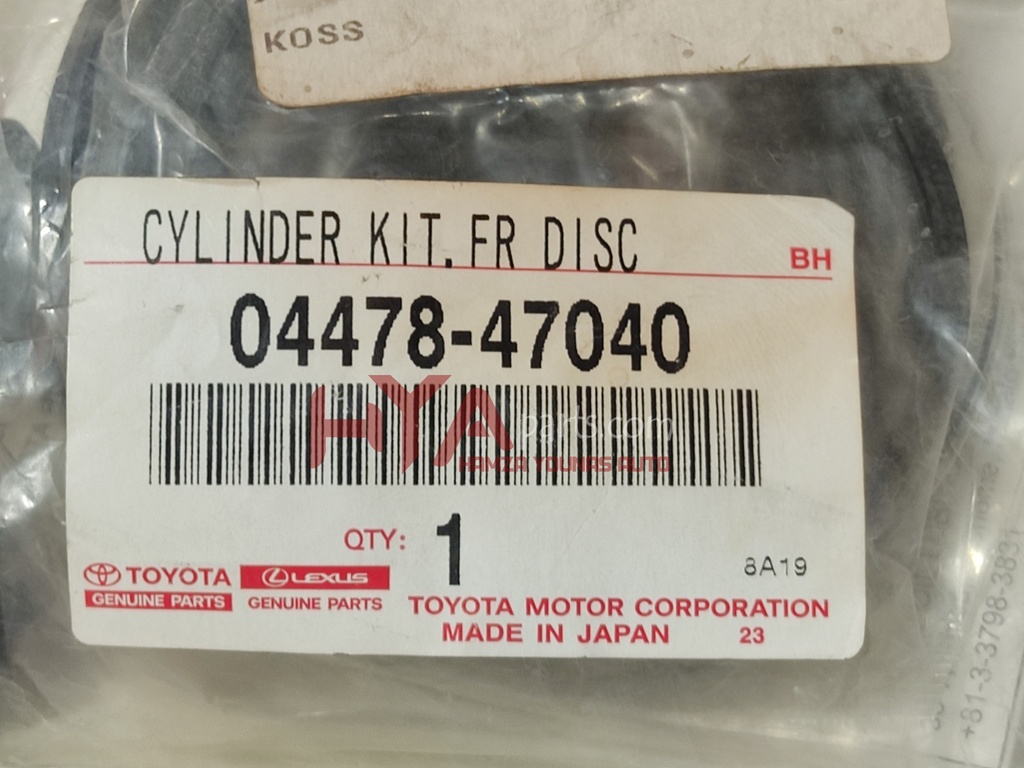 KOSS
CYLINDER KIT, FR DISC
BH
04478-47040
HYA parts.com
HAMZA YOUNAS AUTO
QTY: 1
8A19
TOYOTA
GENUINE PARTS
LEXUS
GENUINE PARTS
TOYOTA MOTOR CORPORATION
MADE IN JAPAN 23
+81-3-3798-3831